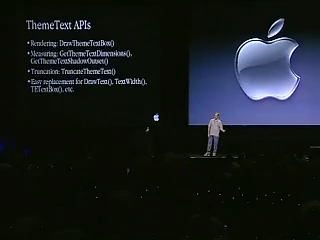 ThemeText APIs
• Rendering: DrawThemeTextBox()
• Measuring: GetThemeTextDimensions(),
GetThemeTextShadowOutset()
• Truncation: TruncateThemeText()
• Easy replacement for DrawText(), TextWidth(),
TETextBox(), etc.